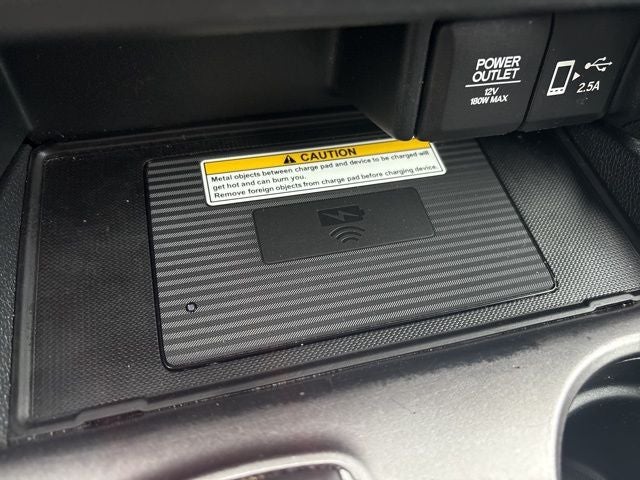 POWER
OUTLET
12V
180W MAX
2.5A
CAUTION
Metal objects between charge pad and device to be charged will
get hot and can burn you.
Remove foreign objects from charge pad before charging device.